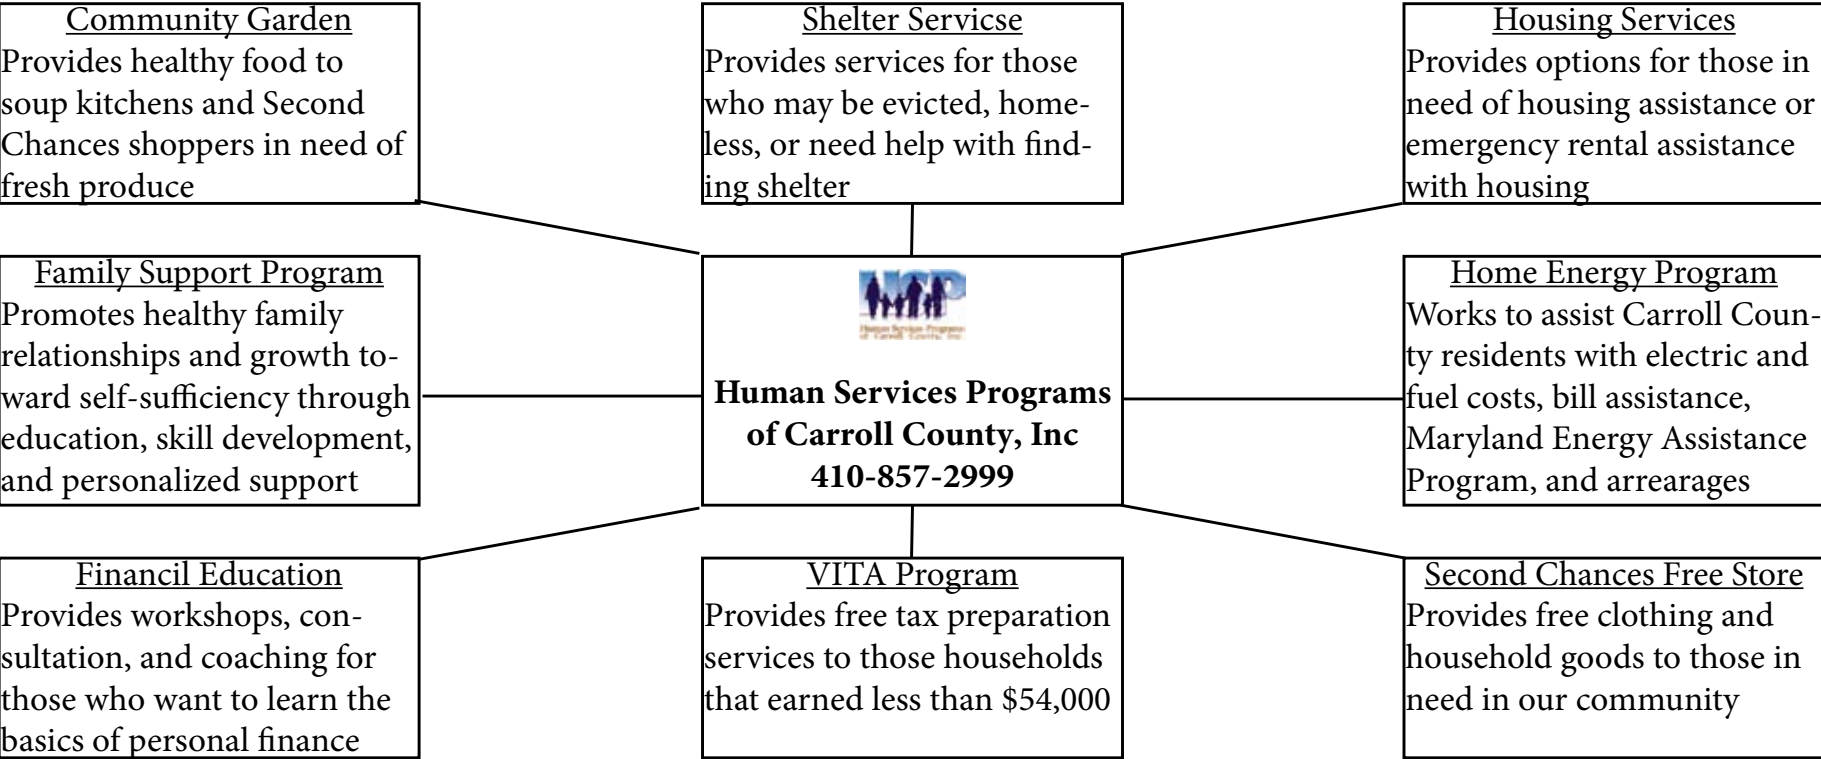 Community Garden
Provides healthy food to
soup kitchens and Second
Chances shoppers in need of
fresh produce
Shelter Servicse
Provides services for those
who may be evicted, home-
less, or need help with find-
ing shelter
Housing Services
Provides options for those in
need of housing assistance or
emergency rental assistance
with housing
Family Support Program
Promotes healthy family
relationships and growth to-
ward self-sufficiency through
education, skill development,
and personalized support
HSP
Human Services Programs
of Carroll County, Inc.
Human Services Programs
of Carroll County, Inc
410-857-2999
Home Energy Program
Works to assist Carroll Coun-
ty residents with electric and
fuel costs, bill assistance,
Maryland Energy Assistance
Program, and arrearages
Financil Education
Provides workshops, con-
sultation, and coaching for
those who want to learn the
basics of personal finance
VITA Program
Provides free tax preparation
services to those households
that earned less than $54,000
Second Chances Free Store
Provides free clothing and
household goods to those in
need in our community